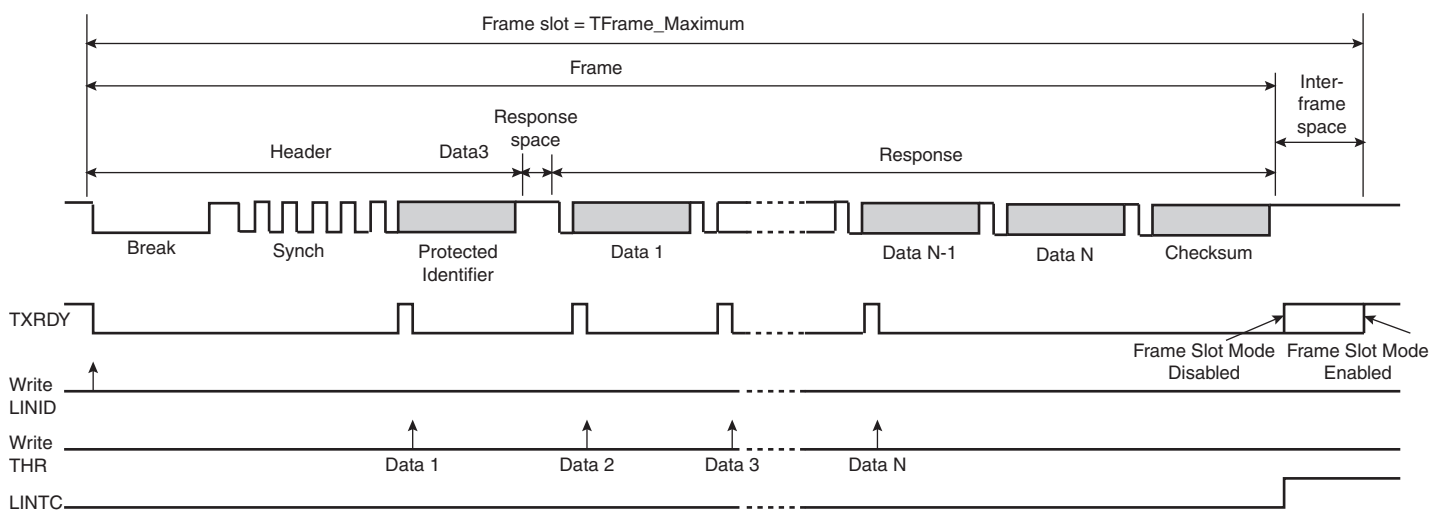 Frame slot = TFrame_Maximum
Frame
Inter-
frame
space
Response
space
Header
Data3
Response
Break
Synch
Protected
Identifier
Data 1
Data N-1
Data N
Checksum
TXRDY
Frame Slot Mode
Disabled
Frame Slot Mode
Enabled
Write
LINID
Write
THR
Data 1
Data 2
Data 3
Data N
LINTC